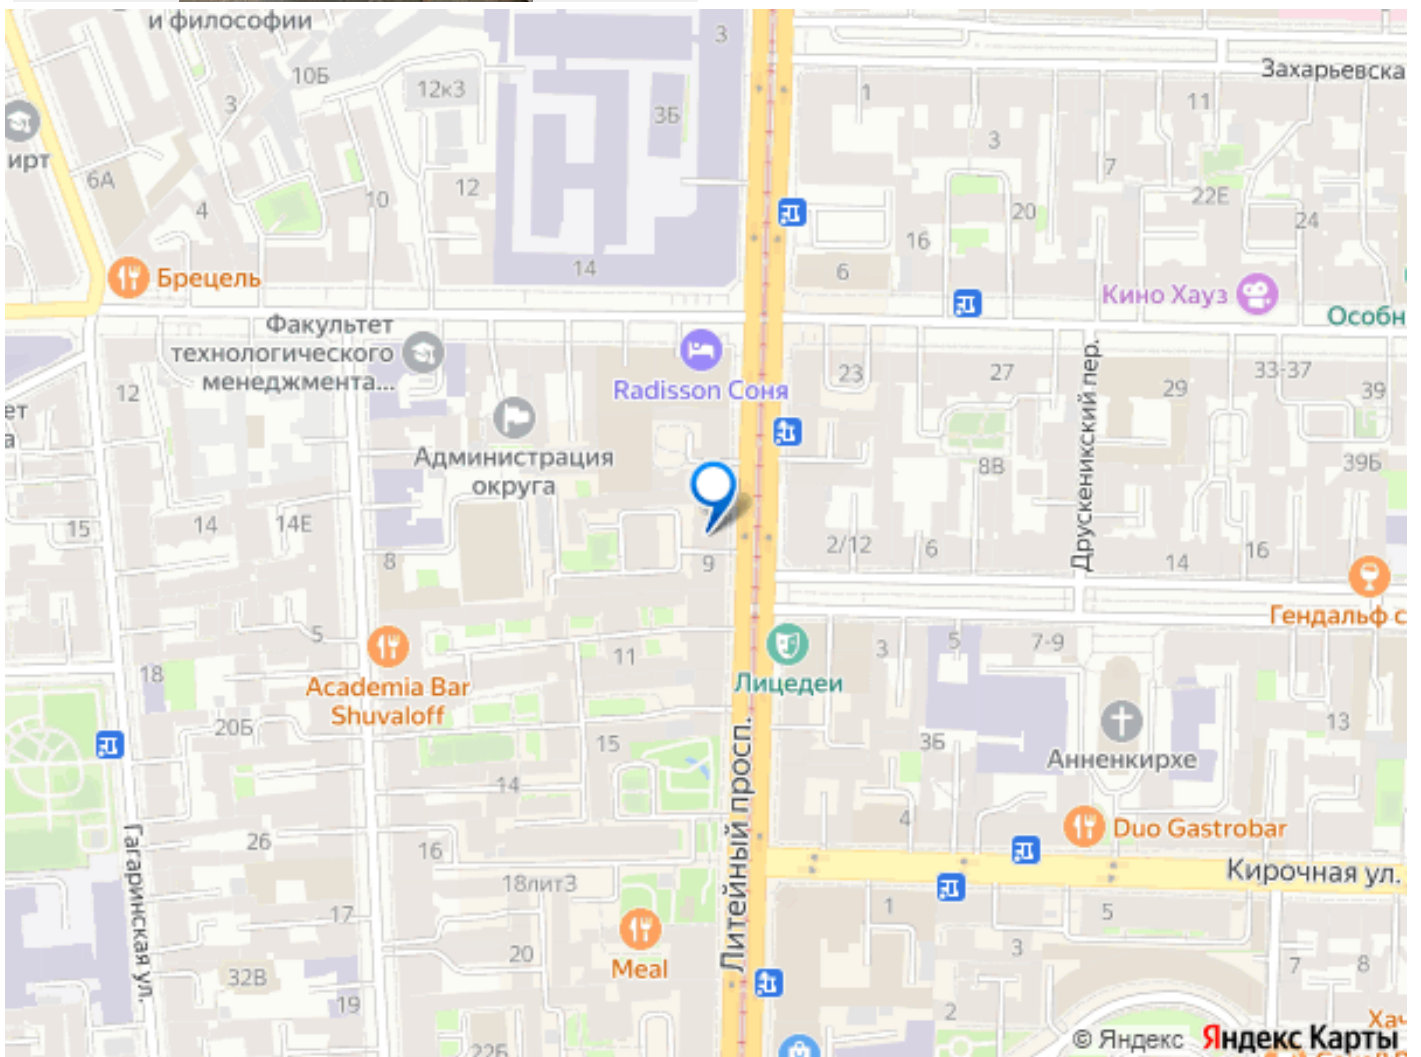 и философии
3
10Б
12к3
3
3Б
Захарьевска
1
11
3
ирт
6А
7
12
10
4
22Е
20
24
16
14
6
Брецель
Кино Хауз
Особн
Факультет
технологического
менеджмента...
Radisson Соня
12
23
27
29
33-37
39
Друскеникский пер.
ет
а
Администрация
округа
8В
39Б
15
14
14Е
8
9
2/12
6
14
16
Гендальф с
5
11
3
5
7-9
Academia Bar
Shuvaloff
18
20Б
Лицедеи
15
3Б
13
Анненкирхе
14
4
Литейный просп.
Duo Gastrobar
Гагаринская ул.
26
16
Кирочная ул.
18лит3
17
1
5
20
3
Meal
32В
19
7
8
2
22Б
Хач
© Яндекс Яндекс Карты